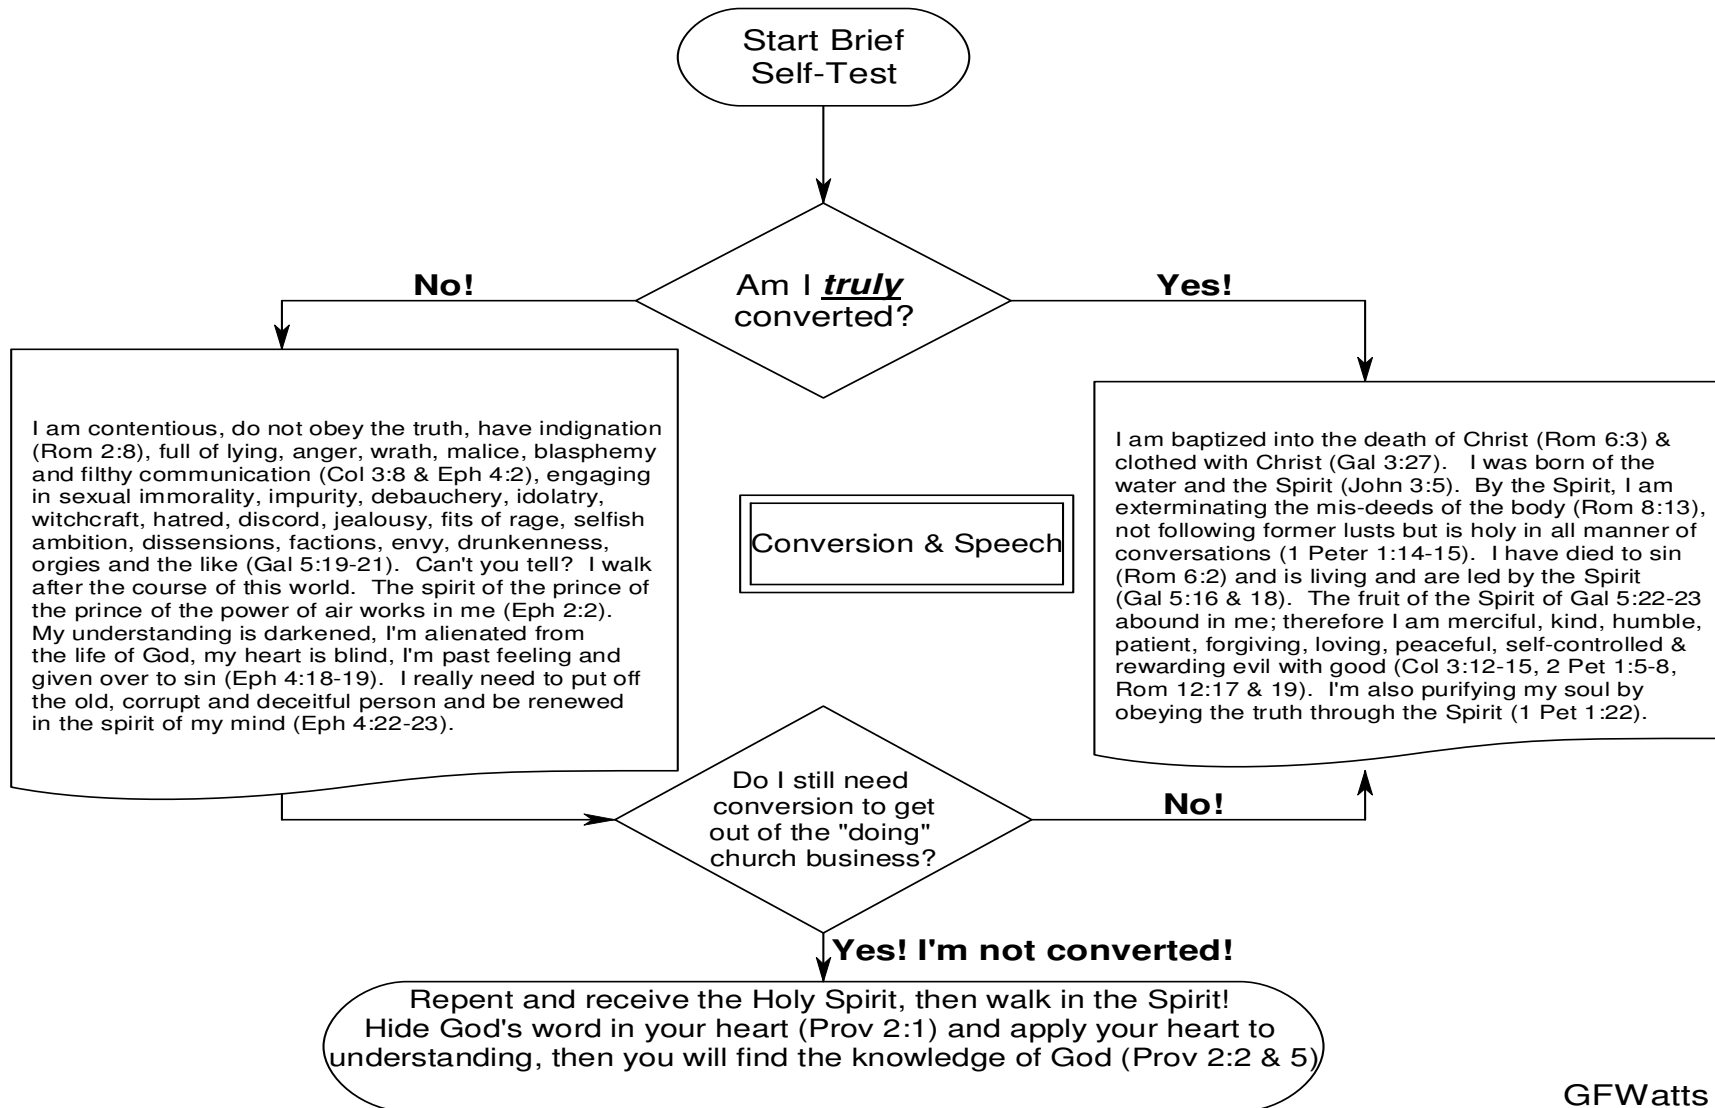 Start Brief
Self-Test
Am I truly
converted?
No!
Yes!
I am contentious, do not obey the truth, have indignation
(Rom 2:8), full of lying, anger, wrath, malice, blasphemy
and filthy communication (Col 3:8 & Eph 4:2), engaging
in sexual immorality, impurity, debauchery, idolatry,
witchcraft, hatred, discord, jealousy, fits of rage, selfish
ambition, dissensions, factions, envy, drunkenness,
orgies and the like (Gal 5:19-21).  Can't you tell?  I walk
after the course of this world.  The spirit of the prince of
the prince of the power of air works in me (Eph 2:2).
My understanding is darkened, I'm alienated from
the life of God, my heart is blind, I'm past feeling and
given over to sin (Eph 4:18-19).  I really need to put off
the old, corrupt and deceitful person and be renewed
in the spirit of my mind (Eph 4:22-23).
Conversion & Speech
I am baptized into the death of Christ (Rom 6:3) &
clothed with Christ (Gal 3:27).   I was born of the
water and the Spirit (John 3:5).  By the Spirit, I am
exterminating the mis-deeds of the body (Rom 8:13),
not following former lusts but is holy in all manner of
conversations (1 Peter 1:14-15).  I have died to sin
(Rom 6:2) and is living and are led by the Spirit
(Gal 5:16 & 18).  The fruit of the Spirit of Gal 5:22-23
abound in me; therefore I am merciful, kind, humble,
patient, forgiving, loving, peaceful, self-controlled &
rewarding evil with good (Col 3:12-15, 2 Pet 1:5-8,
Rom 12:17 & 19).  I'm also purifying my soul by
obeying the truth through the Spirit (1 Pet 1:22).
Do I still need
conversion to get
out of the "doing"
church business?
No!
Yes! I'm not converted!
Repent and receive the Holy Spirit, then walk in the Spirit!
Hide God's word in your heart (Prov 2:1) and apply your heart to
understanding, then you will find the knowledge of God (Prov 2:2 & 5)
GFWatts